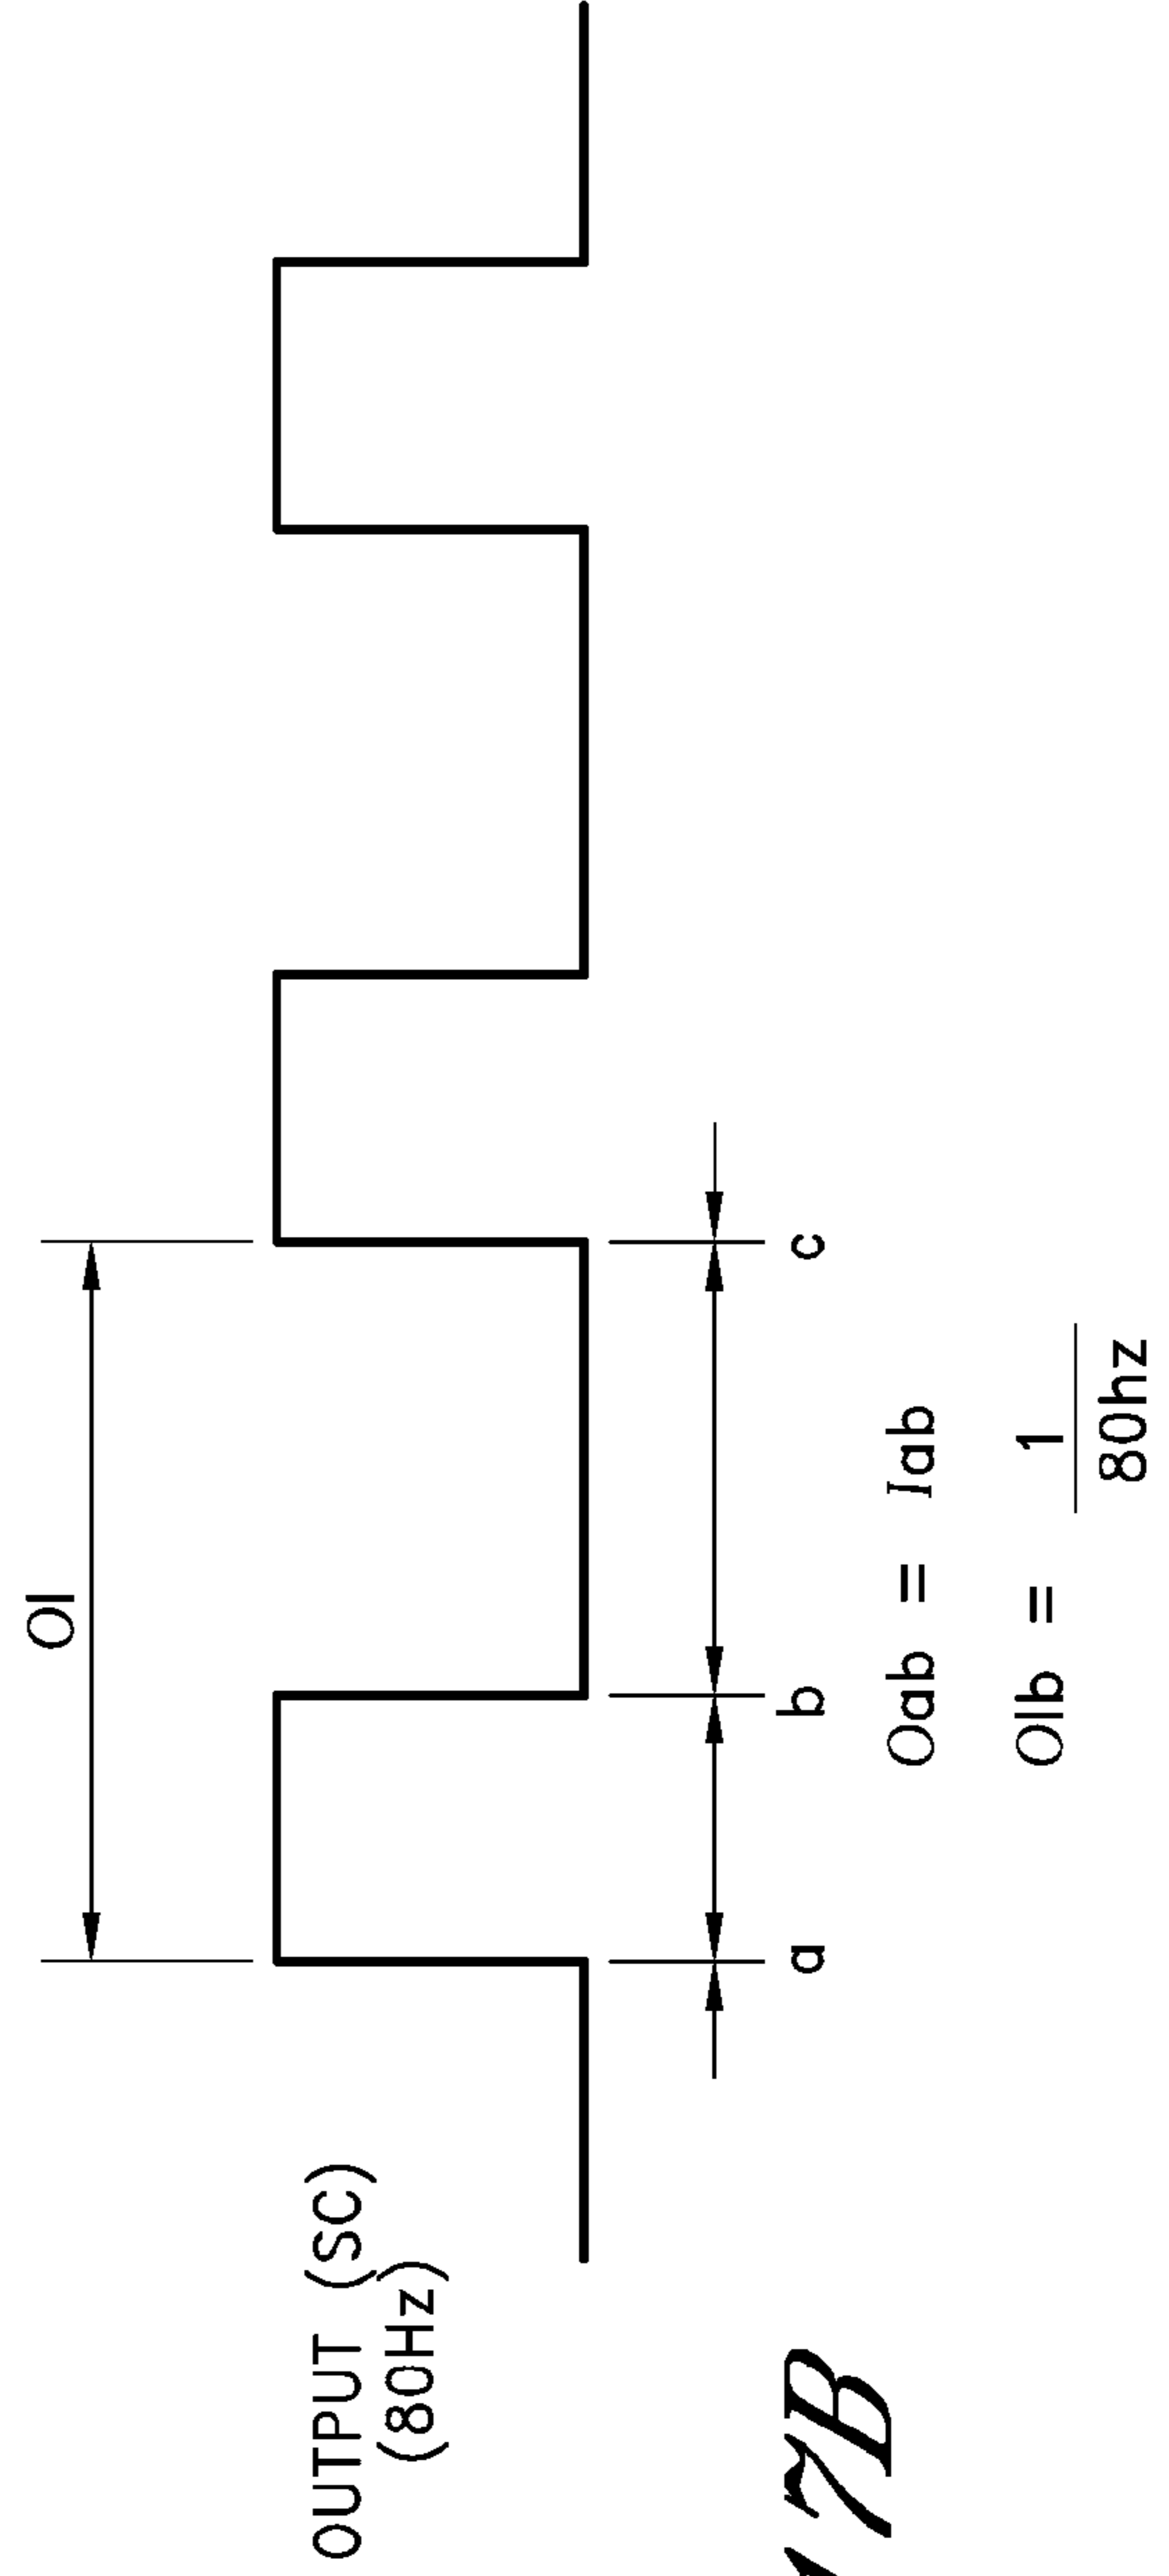 OI
OUTPUT (SC)
(80Hz)
a
b
c
Oab = Iab
OIb = 1
80hz
17B